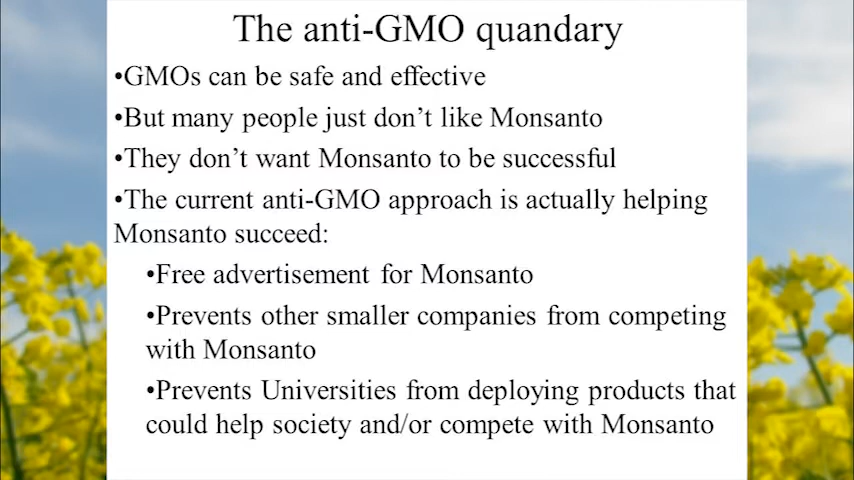 The anti-GMO quandary
•GMOs can be safe and effective
•But many people just don’t like Monsanto
•They don’t want Monsanto to be successful
•The current anti-GMO approach is actually helping
Monsanto succeed:
•Free advertisement for Monsanto
•Prevents other smaller companies from competing
with Monsanto
•Prevents Universities from deploying products that
could help society and/or compete with Monsanto